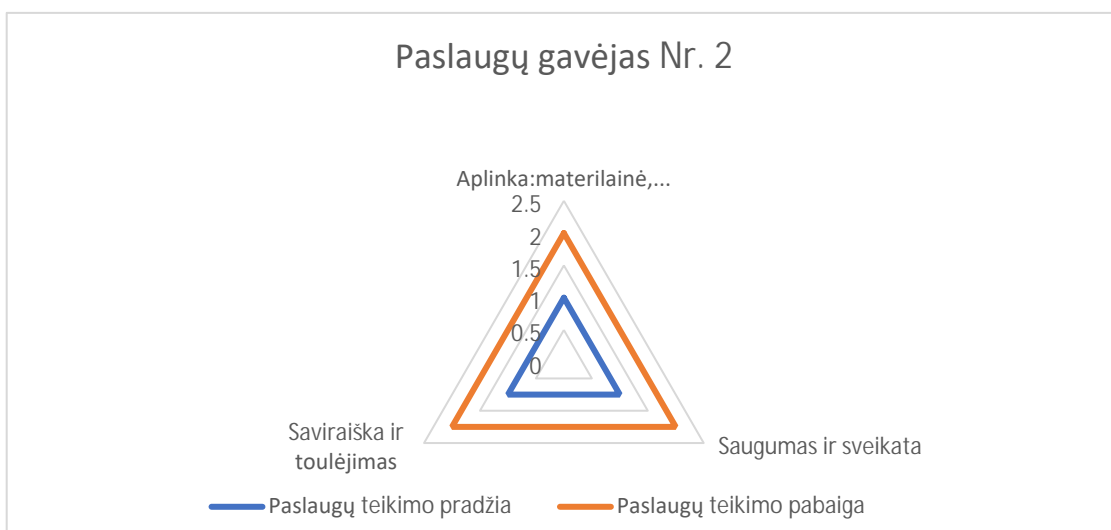 Paslaugų gavėjas Nr. 2
Aplinka:materilainė,...
2.5
2
1.5
1
0.5
0
Saviraiška ir
toulėjimas
Saugumas ir sveikata
Paslaugų teikimo pradžia
Paslaugų teikimo pabaiga